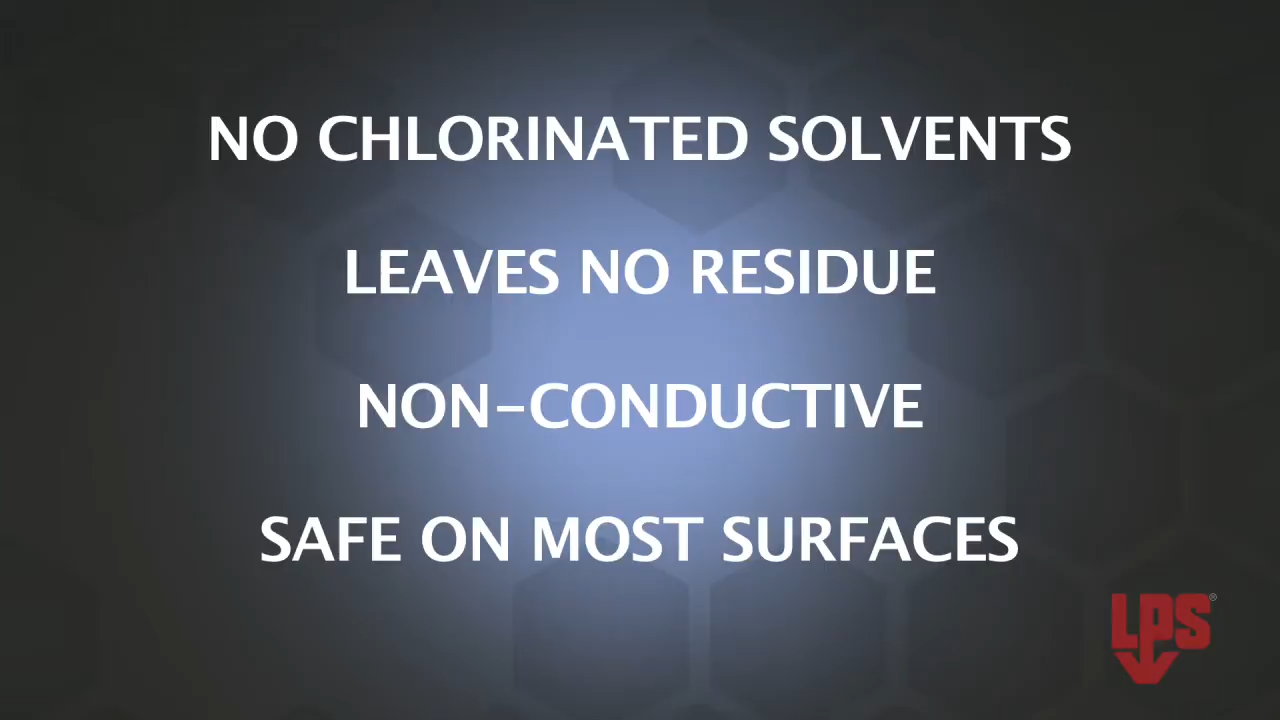 NO CHLORINATED SOLVENTS
LEAVES NO RESIDUE
NON-CONDUCTIVE
SAFE ON MOST SURFACES
LPS®